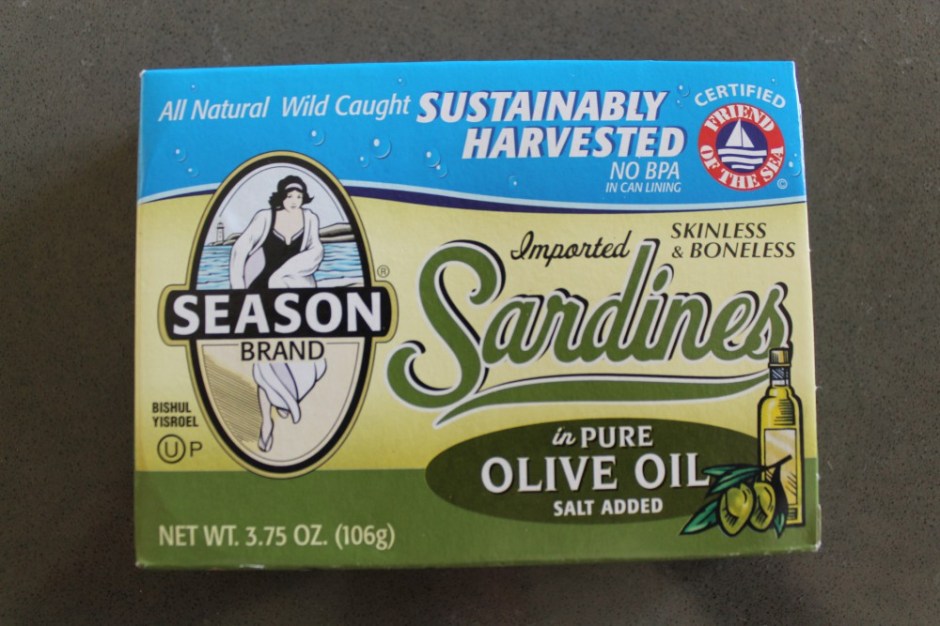 All Natural Wild Caught SUSTAINABLY
HARVESTED
NO BPA
IN CAN LINING
CERTIFIED
FRIEND
OF THE SEA
©
Imported
SKINLESS
& BONELESS
Sardines
®
SEASON
BRAND
BISHUL
YISROEL
U P
in PURE
OLIVE OIL
SALT ADDED
NET WT. 3.75 OZ. (106g)